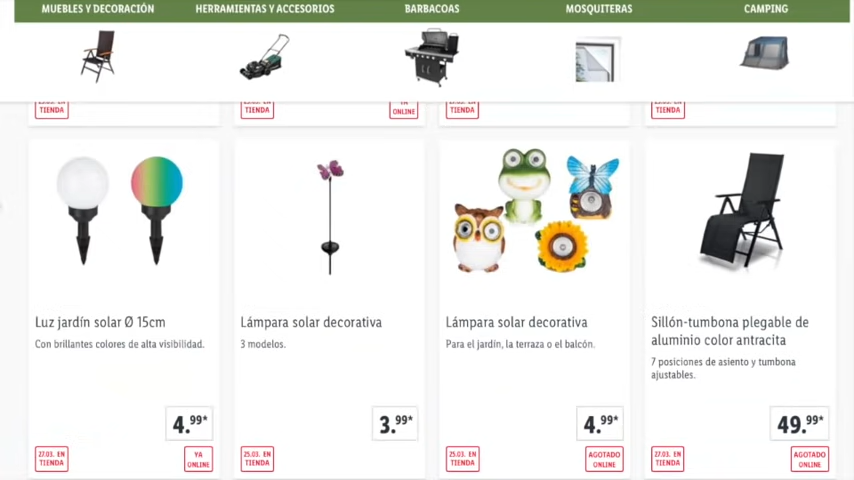 MUEBLES Y DECORACIÓN
HERRAMIENTAS Y ACCESORIOS
BARBACOAS
MOSQUITERAS
CAMPING
TIENDA
TIENDA
ONLINE
TIENDA
TIENDA
Luz jardín solar Ø 15cm
Con brillantes colores de alta visibilidad.
4.99*
27.03. EN
TIENDA
YA
ONLINE
Lámpara solar decorativa
3 modelos.
3.99*
25.03. EN
TIENDA
Lámpara solar decorativa
Para el jardín, la terraza o el balcón.
4.99*
25.03. EN
TIENDA
AGOTADO
ONLINE
Sillón-tumbona plegable de
aluminio color antracita
7 posiciones de asiento y tumbona
ajustables.
49.99*
27.03. EN
TIENDA
AGOTADO
ONLINE